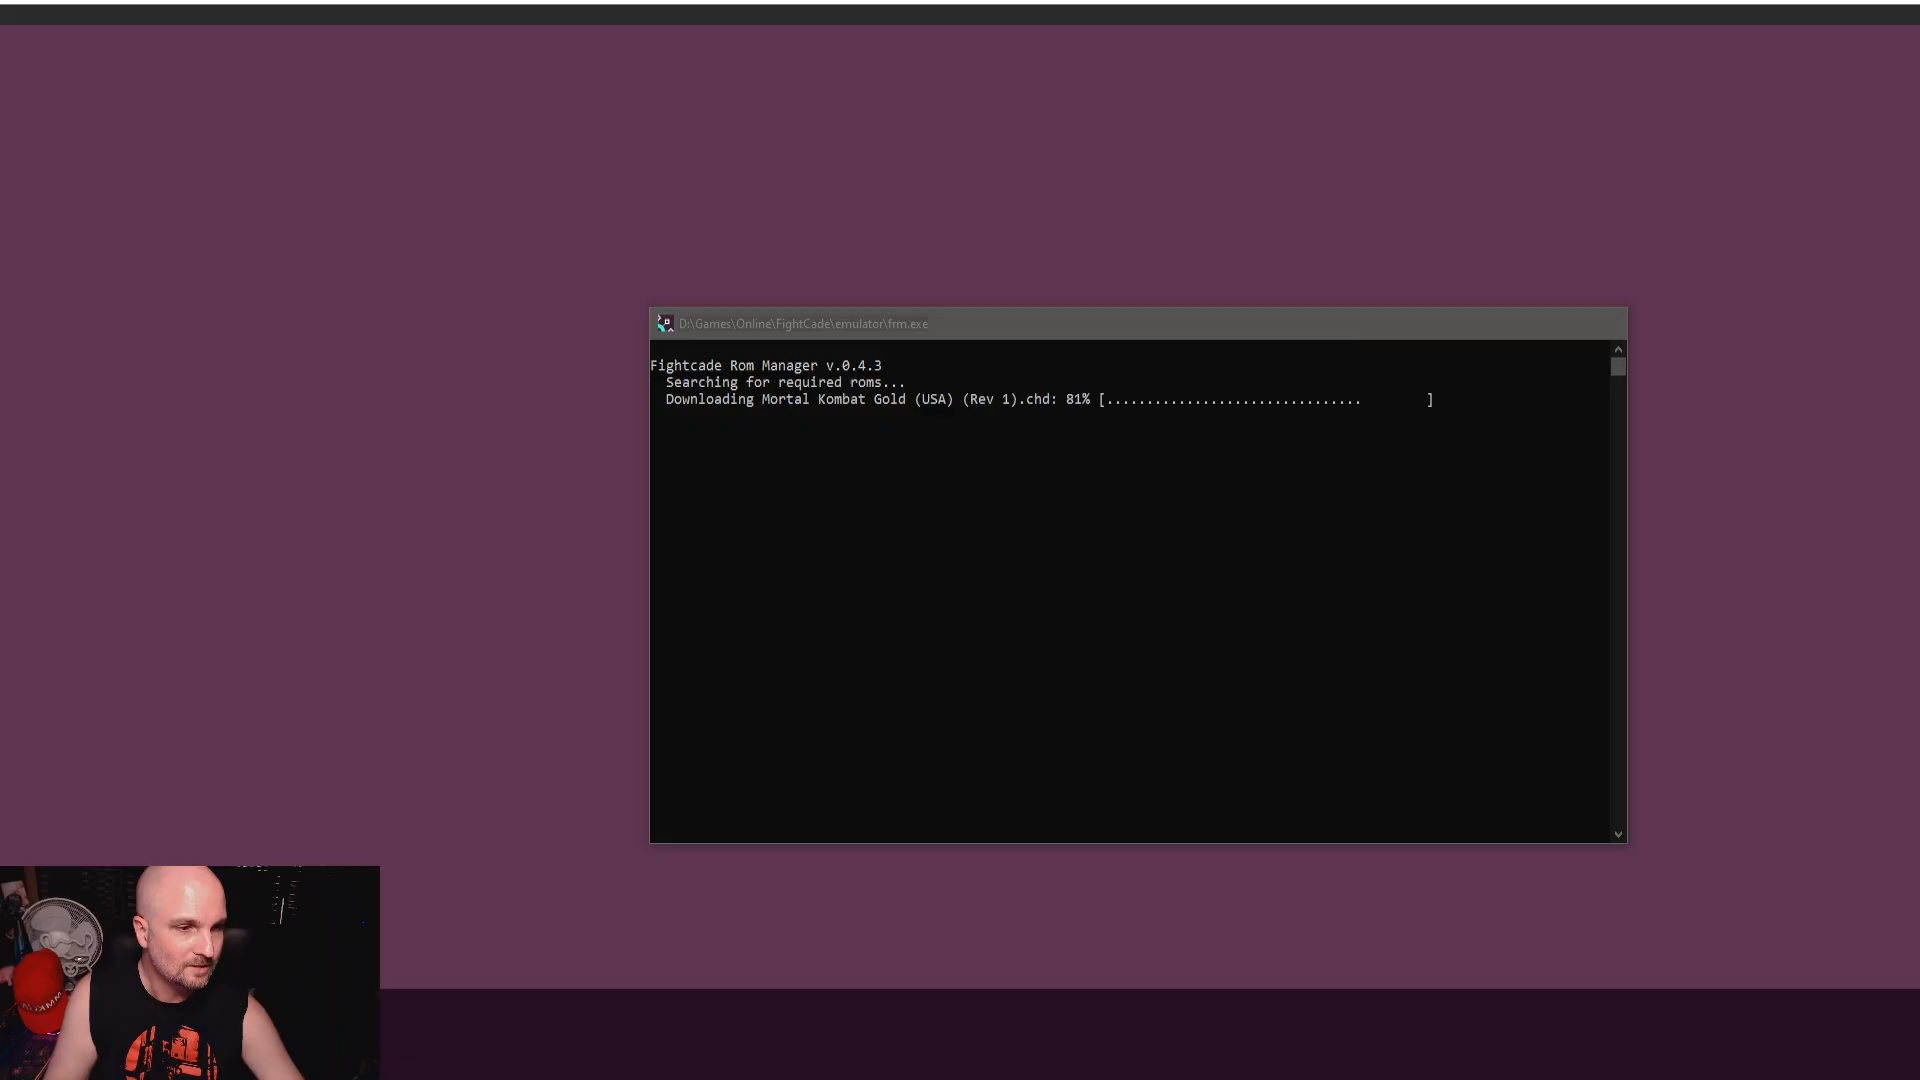 D:\Games\Online\FightCade\emulator\frm.exe
Fightcade Rom Manager v.0.4.3
Searching for required roms...
Downloading Mortal Kombat Gold (USA) (Rev 1).chd: 81% [................................        ]